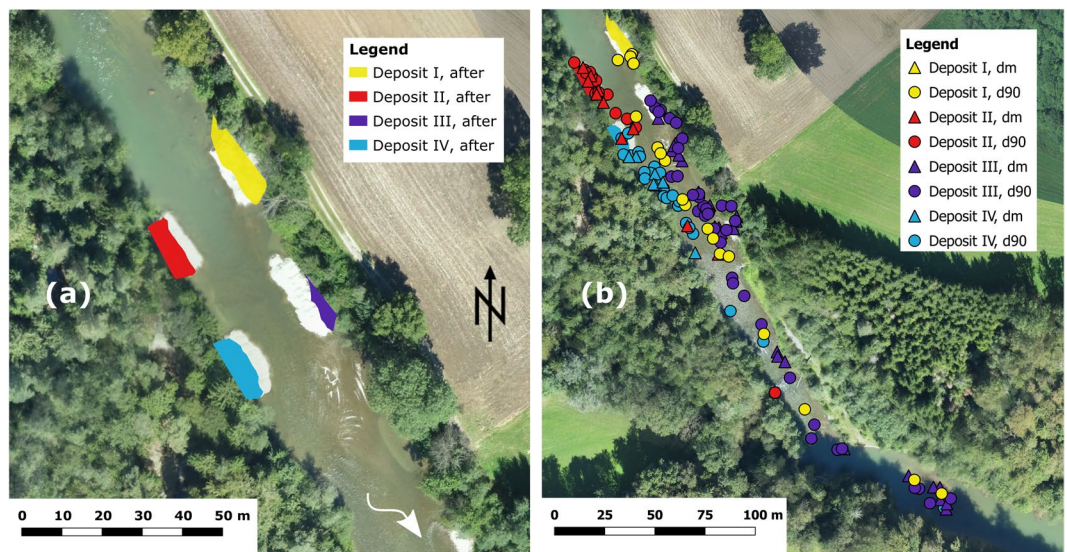 Legend
Deposit I, after
Deposit II, after
Deposit III, after
Deposit IV, after
(a)
N
0 10 20 30 40 50 m
Legend
Deposit I, dm
Deposit I, d90
Deposit II, dm
Deposit II, d90
Deposit III, dm
Deposit III, d90
Deposit IV, dm
Deposit IV, d90
(b)
0 25 50 75 100 m